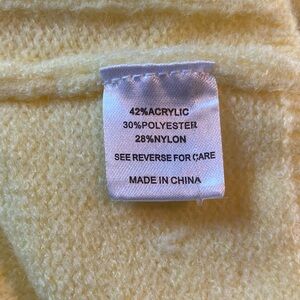 42%ACRYLIC
30%POLYESTER
28%NYLON
SEE REVERSE FOR CARE
MADE IN CHINA